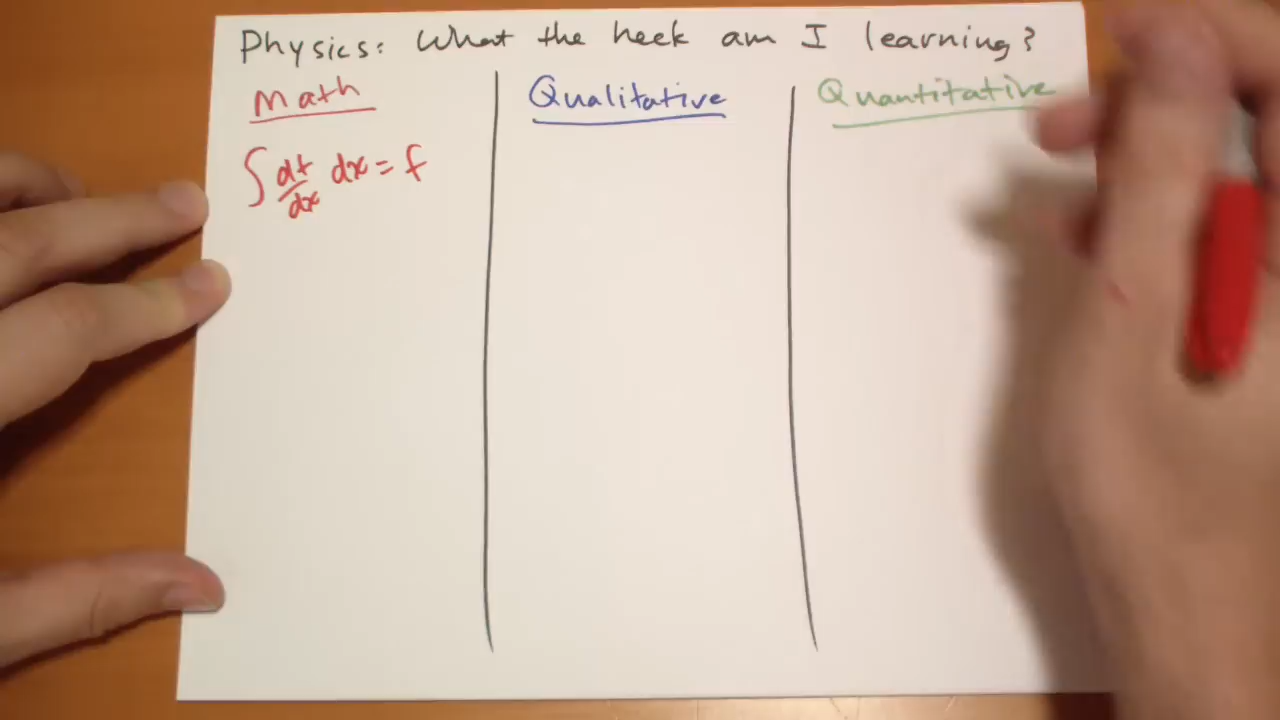 Physics: What the heck am I learning?
Math
Qualitative
Quantitative
∫ df/dx dx = f